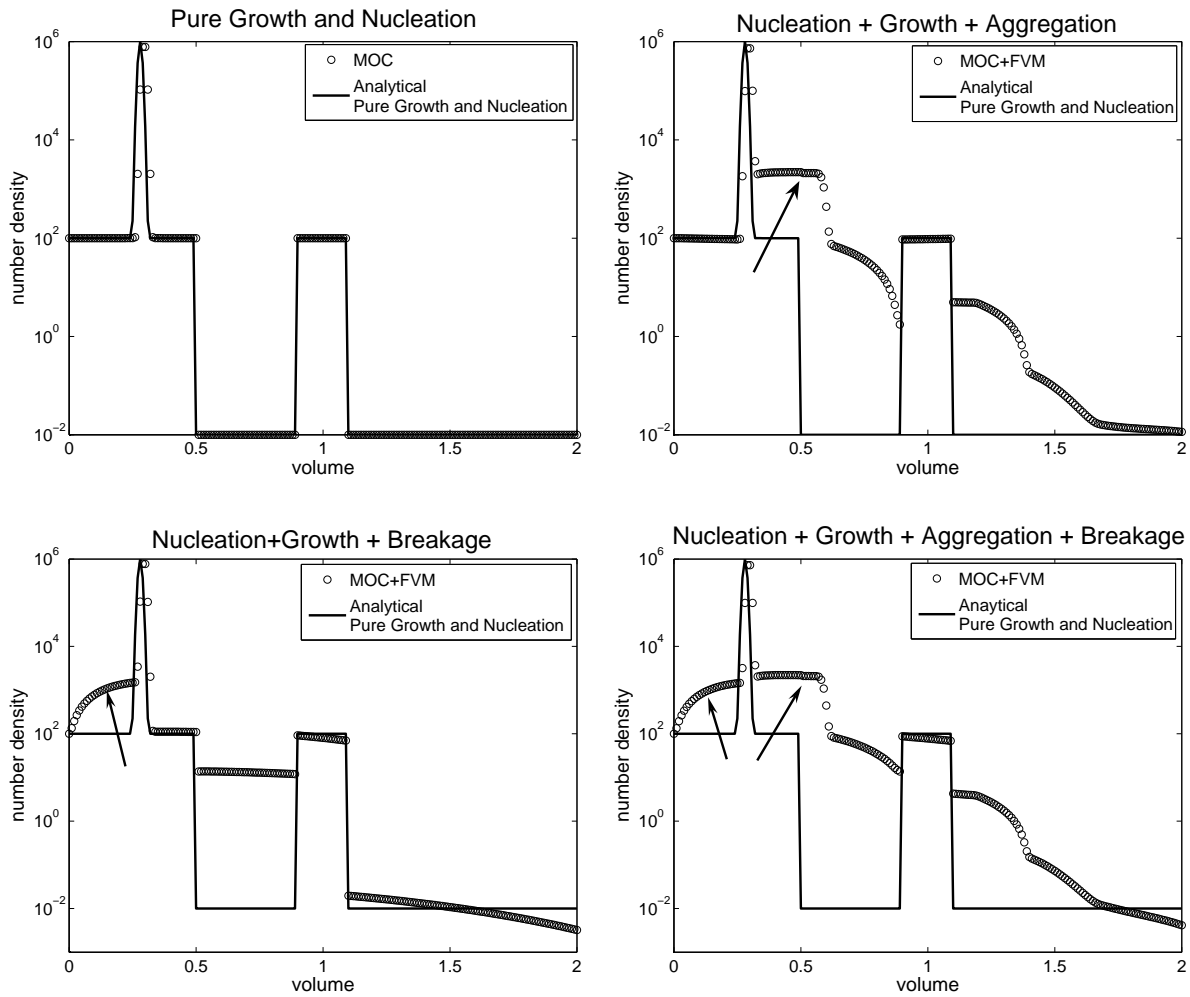 Pure Growth and Nucleation
10^6
10^4
10^2
10^0
10^-2
number density
MOC
Analytical
Pure Growth and Nucleation
0 0.5 1 1.5 2
volume
Nucleation + Growth + Aggregation
10^6
10^4
10^2
10^0
10^-2
number density
MOC+FVM
Analytical
Pure Growth and Nucleation
0 0.5 1 1.5 2
volume
Nucleation+Growth + Breakage
10^6
10^4
10^2
10^0
10^-2
number density
MOC+FVM
Analytical
Pure Growth and Nucleation
0 0.5 1 1.5 2
volume
Nucleation + Growth + Aggregation + Breakage
10^6
10^4
10^2
10^0
10^-2
number density
MOC+FVM
Anaytical
Pure Growth and Nucleation
0 0.5 1 1.5 2
volume